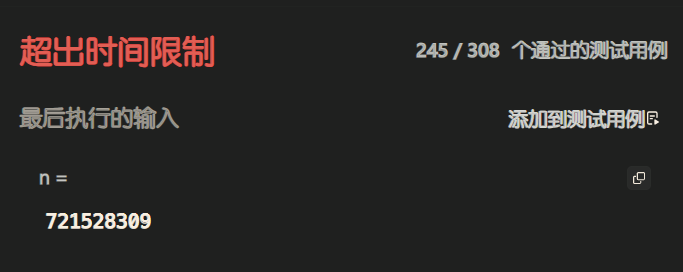 超出时间限制
245 / 308 个通过的测试用例
最后执行的输入
添加到测试用例
n =
721528309